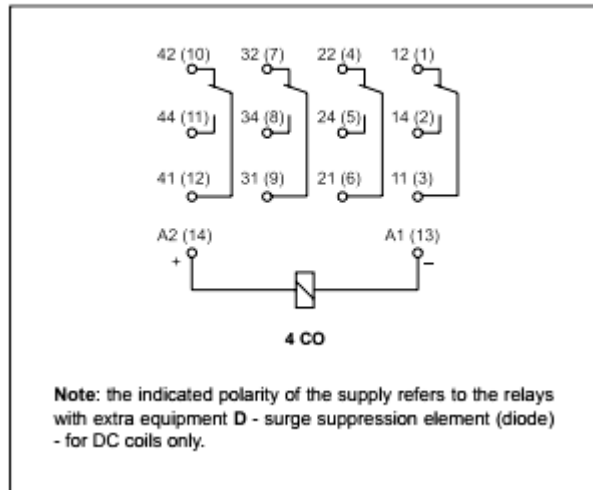 42 (10) 32 (7) 22 (4) 12 (1)
44 (11) 34 (8) 24 (5) 14 (2)
41 (12) 31 (9) 21 (6) 11 (3)
A2 (14) A1 (13)
+ –
4 CO
Note: the indicated polarity of the supply refers to the relays
with extra equipment D - surge suppression element (diode)
- for DC coils only.